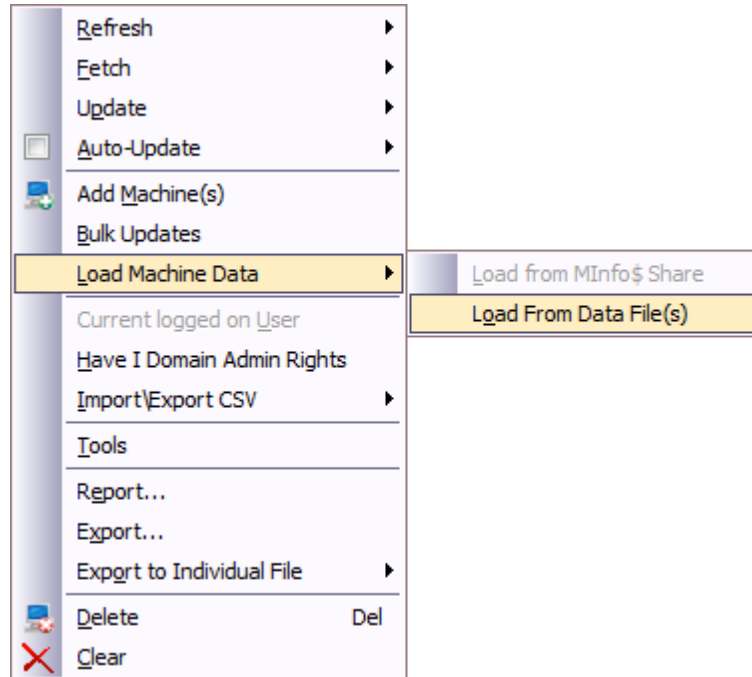 Refresh
Fetch
Update
Auto-Update
Add Machine(s)
Bulk Updates
Load Machine Data
Load from MInfo$ Share
Load From Data File(s)
Current logged on User
Have I Domain Admin Rights
Import\Export CSV
Tools
Report...
Export...
Export to Individual File
Delete Del
Clear